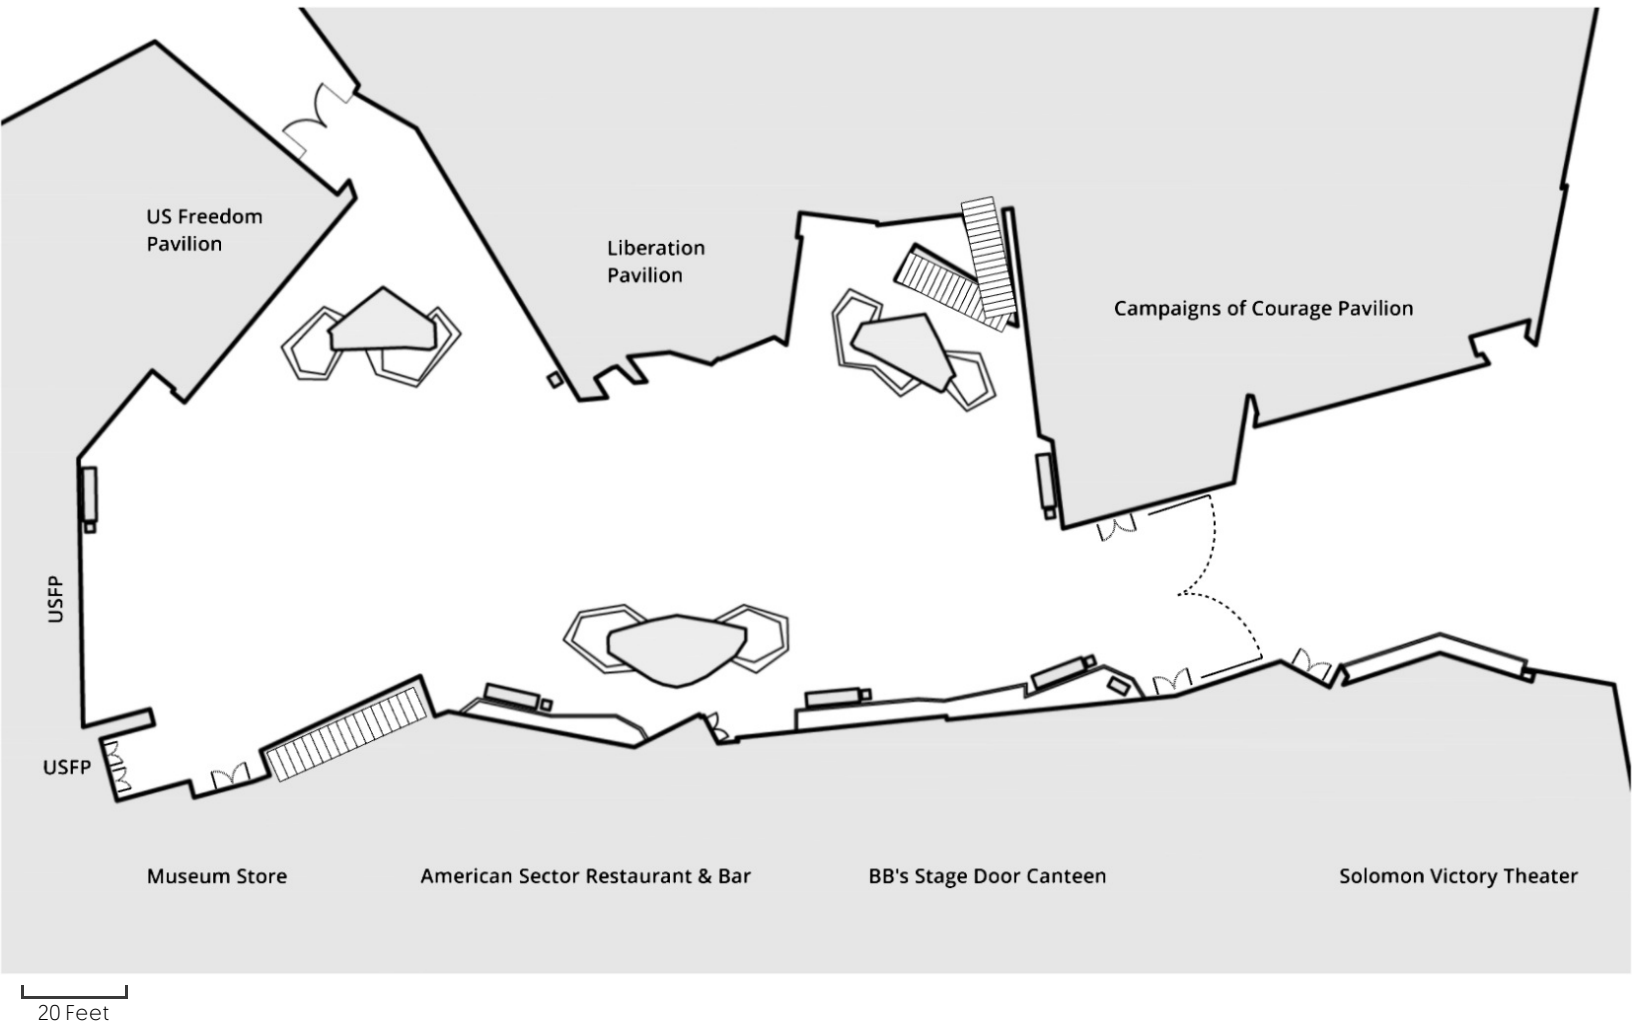 US Freedom
Pavilion
Liberation
Pavilion
Campaigns of Courage Pavilion
USFP
USFP
Museum Store
American Sector Restaurant & Bar
BB's Stage Door Canteen
Solomon Victory Theater
20 Feet